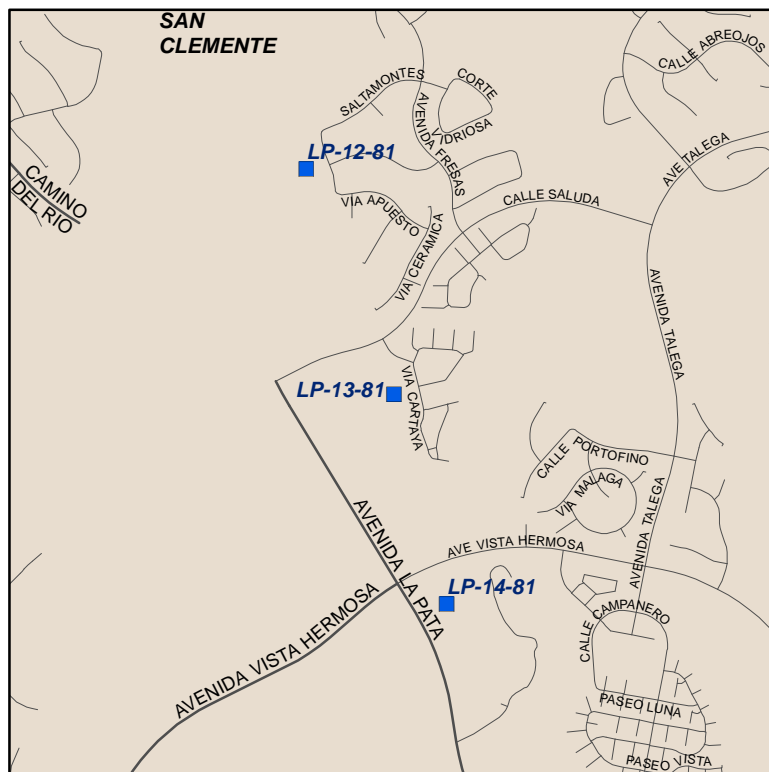 SAN
CLEMENTE
CALLE ABREOJOS
SALTAMONTES
CORTE
VIDRIOSA
AVENIDA FRESAS
LP-12-81
AVE TALEGA
CAMINO
DEL RIO
VIA APUESTO
CALLE SALUDA
VIA CERAMICA
AVENIDA TALEGA
LP-13-81
VIA CARTAYA
CALLE PORTOFINO
VIA MALAGA
AVENIDA TALEGA
AVENIDA LA PATA
AVE VISTA HERMOSA
LP-14-81
AVENIDA VISTA HERMOSA
CALLE CAMPANERO
PASEO LUNA
PASEO VISTA